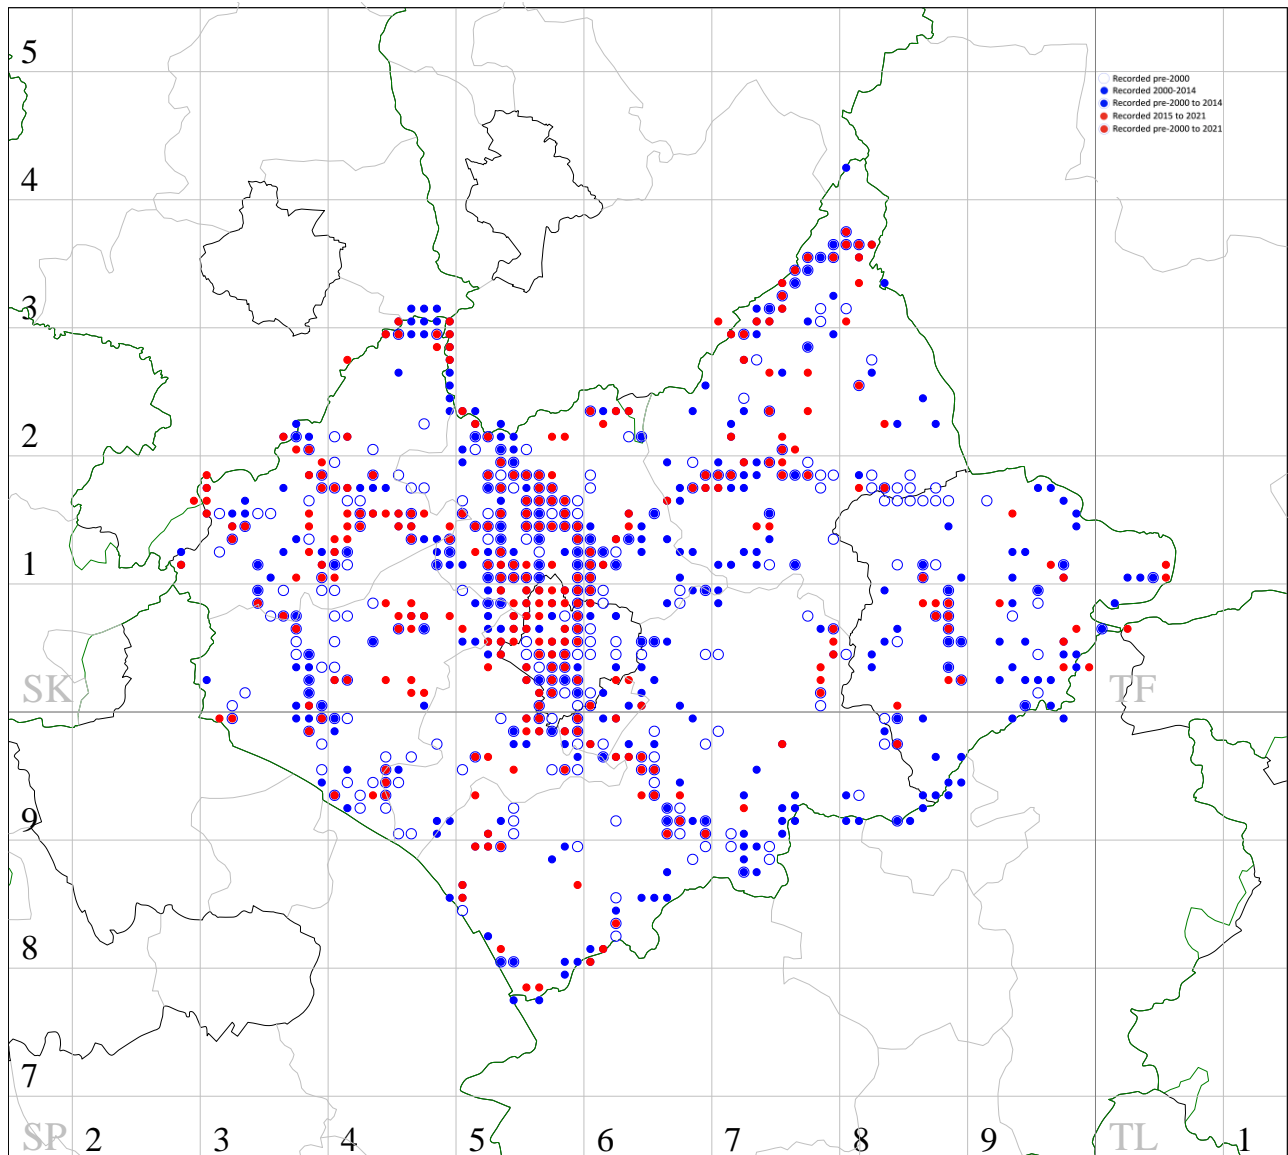 5
Recorded pre-2000
Recorded 2000-2014
Recorded pre-2000 to 2014
Recorded 2015 to 2021
Recorded pre-2000 to 2021
4
3
2
1
SK
TF
9
8
7
SP 2 3 4 5 6 7 8 9 TL 1